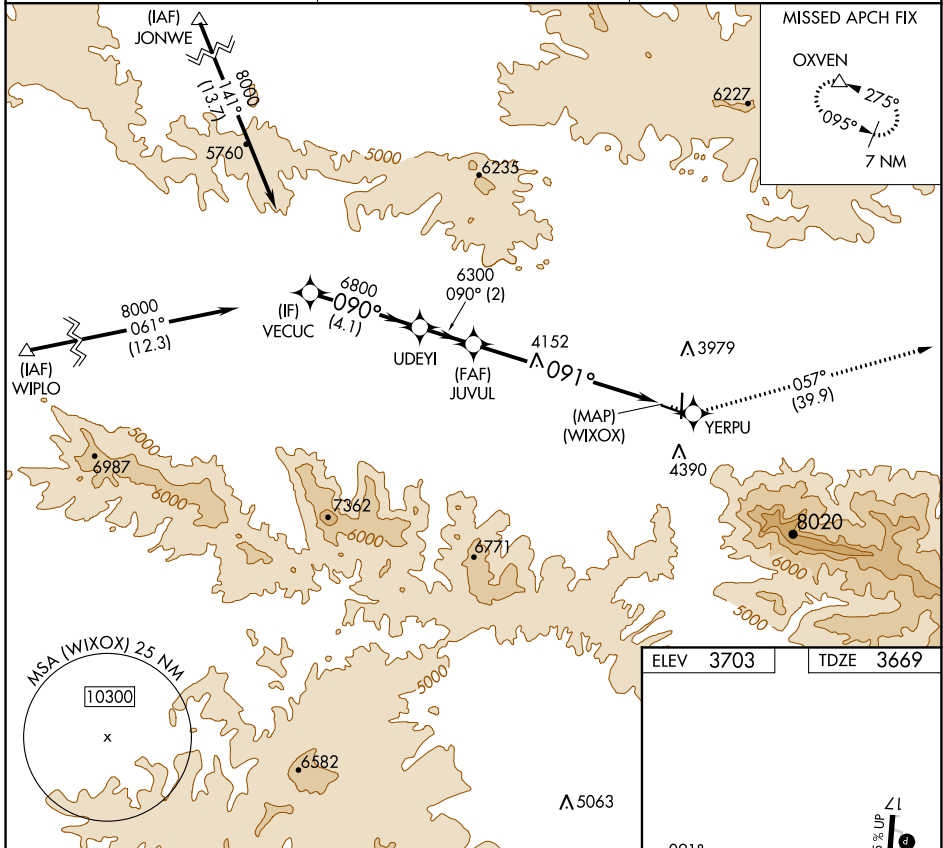 (IAF)
JONWE
8000
141°
(13.7)
5760
5000
6235
6227
MISSED APCH FIX
OXVEN
275°
095°
7 NM
8000
061°
(12.3)
(IAF)
WIPLO
(IF)
VECUC
6800
090°
(4.1)
UDEYI
6300
090° (2)
(FAF)
JUVUL
4152
091°
3979
(MAP)
(WIXOX)
YERPU
057°
(39.9)
4390
5000
6987
6000
7362
6000
6771
8020
6000
5000
MSA (WIXOX) 25 NM
10300
x
5000
6582
5063
ELEV 3703
TDZE 3669
17
% UP
P